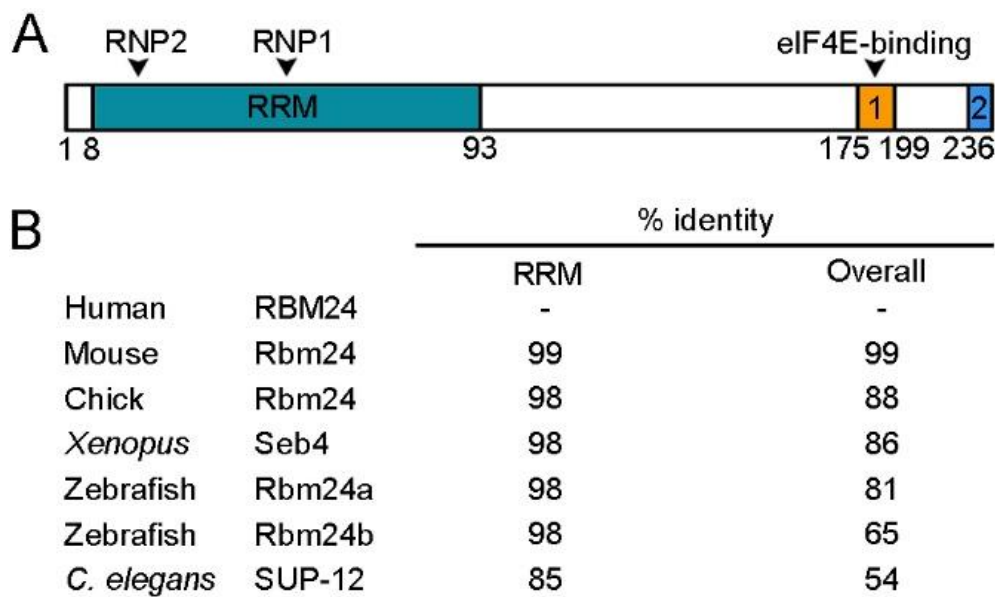 A
RNP2 RNP1 eIF4E-binding
RRM 1 2
1 8 93 175 199 236
B
% identity
RRM Overall
Human RBM24 - -
Mouse Rbm24 99 99
Chick Rbm24 98 88
Xenopus Seb4 98 86
Zebrafish Rbm24a 98 81
Zebrafish Rbm24b 98 65
C. elegans SUP-12 85 54